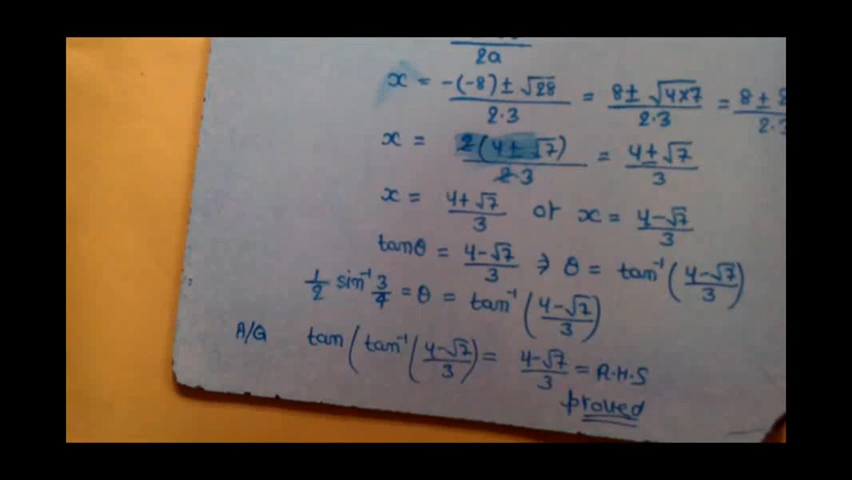 2a
x = -(-8) ± √28 / 2·3 = 8 ± √4×7 / 2·3 = 8 ±
x = 2(4 ± √7) / 2·3 = 4 ± √7 / 3
x = 4+√7 / 3 or x = 4-√7 / 3
tanθ = 4-√7 / 3 ⇒ θ = tan⁻¹(4-√7 / 3)
1/2 sin⁻¹ 3/4 = θ = tan⁻¹(4-√7 / 3)
A/Q tan(tan⁻¹(4-√7 / 3) = 4-√7 / 3 = R.H.S
proved